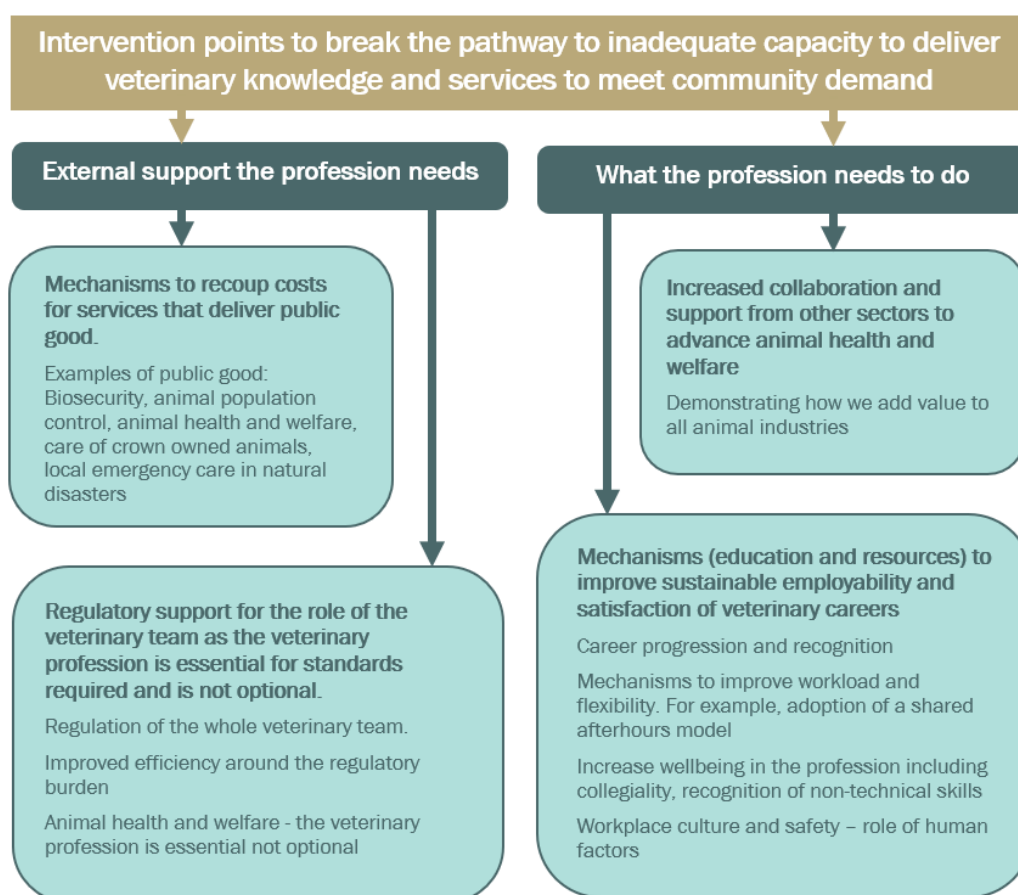 Intervention points to break the pathway to inadequate capacity to deliver
veterinary knowledge and services to meet community demand
External support the profession needs
Mechanisms to recoup costs
for services that deliver public
good.
Examples of public good:
Biosecurity, animal population
control, animal health and welfare,
care of crown owned animals,
local emergency care in natural
disasters
Regulatory support for the role of the
veterinary team as the veterinary
profession is essential for standards
required and is not optional.
Regulation of the whole veterinary team.
Improved efficiency around the regulatory
burden
Animal health and welfare - the veterinary
profession is essential not optional
What the profession needs to do
Increased collaboration and
support from other sectors to
advance animal health and
welfare
Demonstrating how we add value to
all animal industries
Mechanisms (education and resources) to
improve sustainable employability and
satisfaction of veterinary careers
Career progression and recognition
Mechanisms to improve workload and
flexibility. For example, adoption of a shared
afterhours model
Increase wellbeing in the profession including
collegiality, recognition of non-technical skills
Workplace culture and safety – role of human
factors